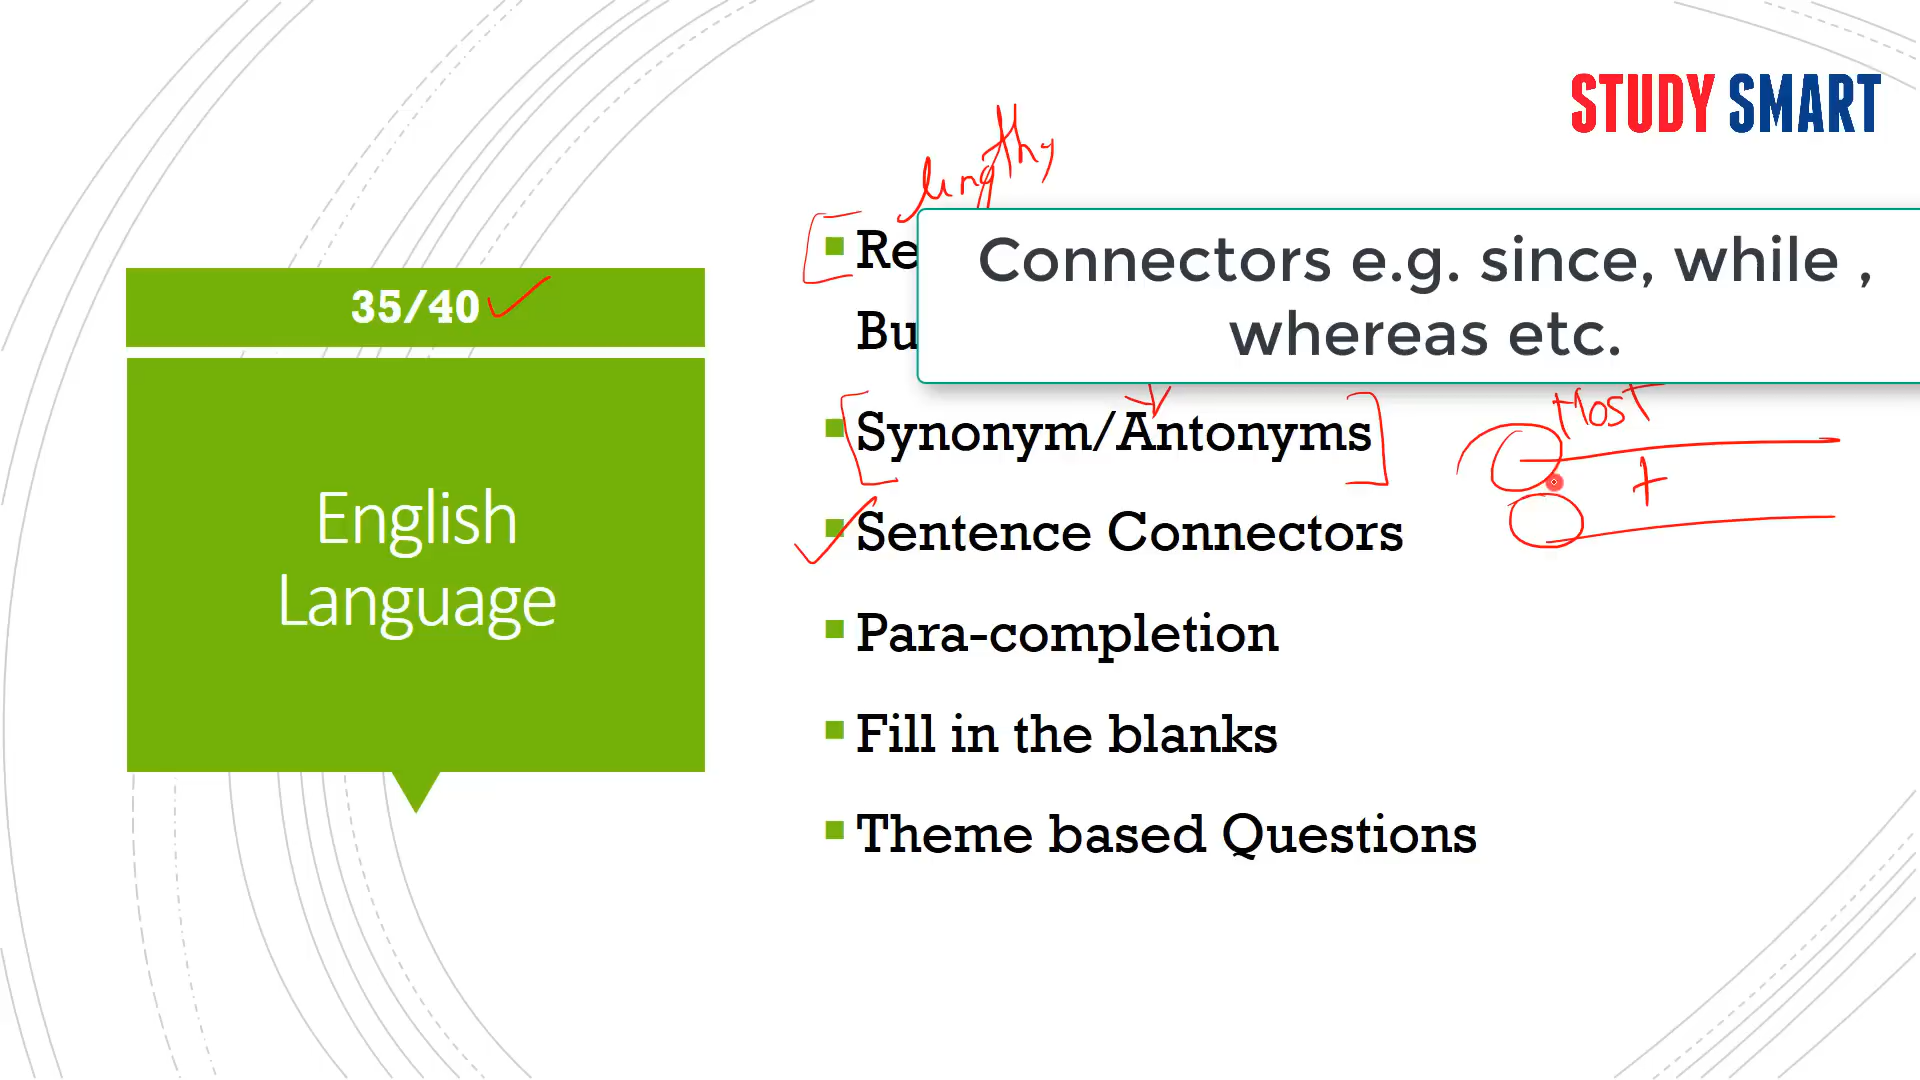 STUDY SMART
lengthy
Re
Connectors e.g. since, while ,
whereas etc.
35/40
Bu
Most
Synonym/Antonyms
+
English
Language
Sentence Connectors
Para-completion
Fill in the blanks
Theme based Questions